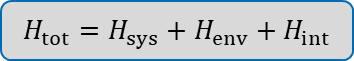 H_tot = H_sys + H_env + H_int